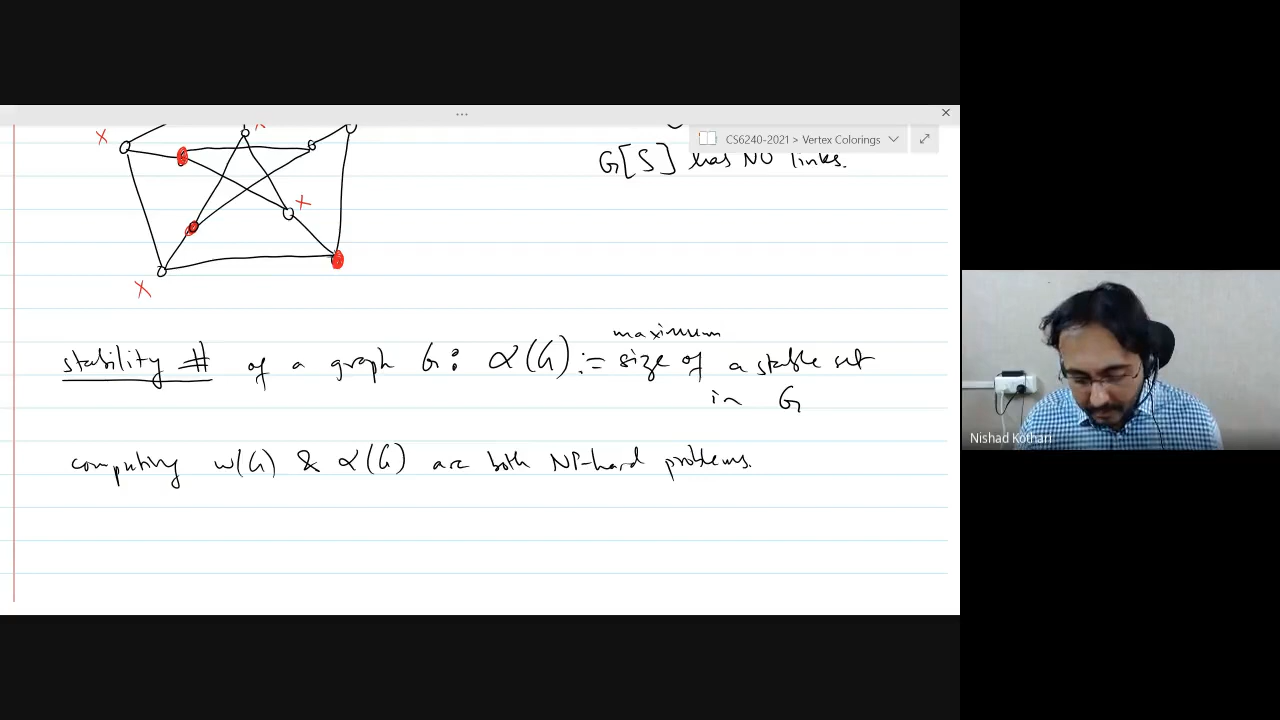 CS6240-2021 > Vertex Colorings
G[S] has NO links.
X
X
X
X
maximum
stability # of a graph G: α(G) := size of a stable set
in G
computing ω(G) & α(G) are both NP-hard problems.
Nishad Kothari